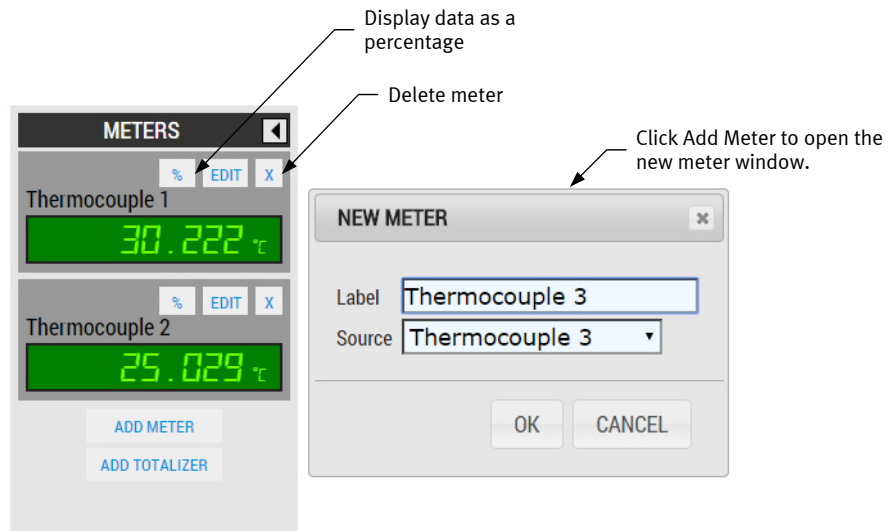 Display data as a
percentage
Delete meter
Click Add Meter to open the
new meter window.
METERS
% EDIT X
Thermocouple 1
30.222 °C
% EDIT X
Thermocouple 2
25.029 °C
ADD METER
ADD TOTALIZER
NEW METER
Label Thermocouple 3
Source Thermocouple 3
OK CANCEL